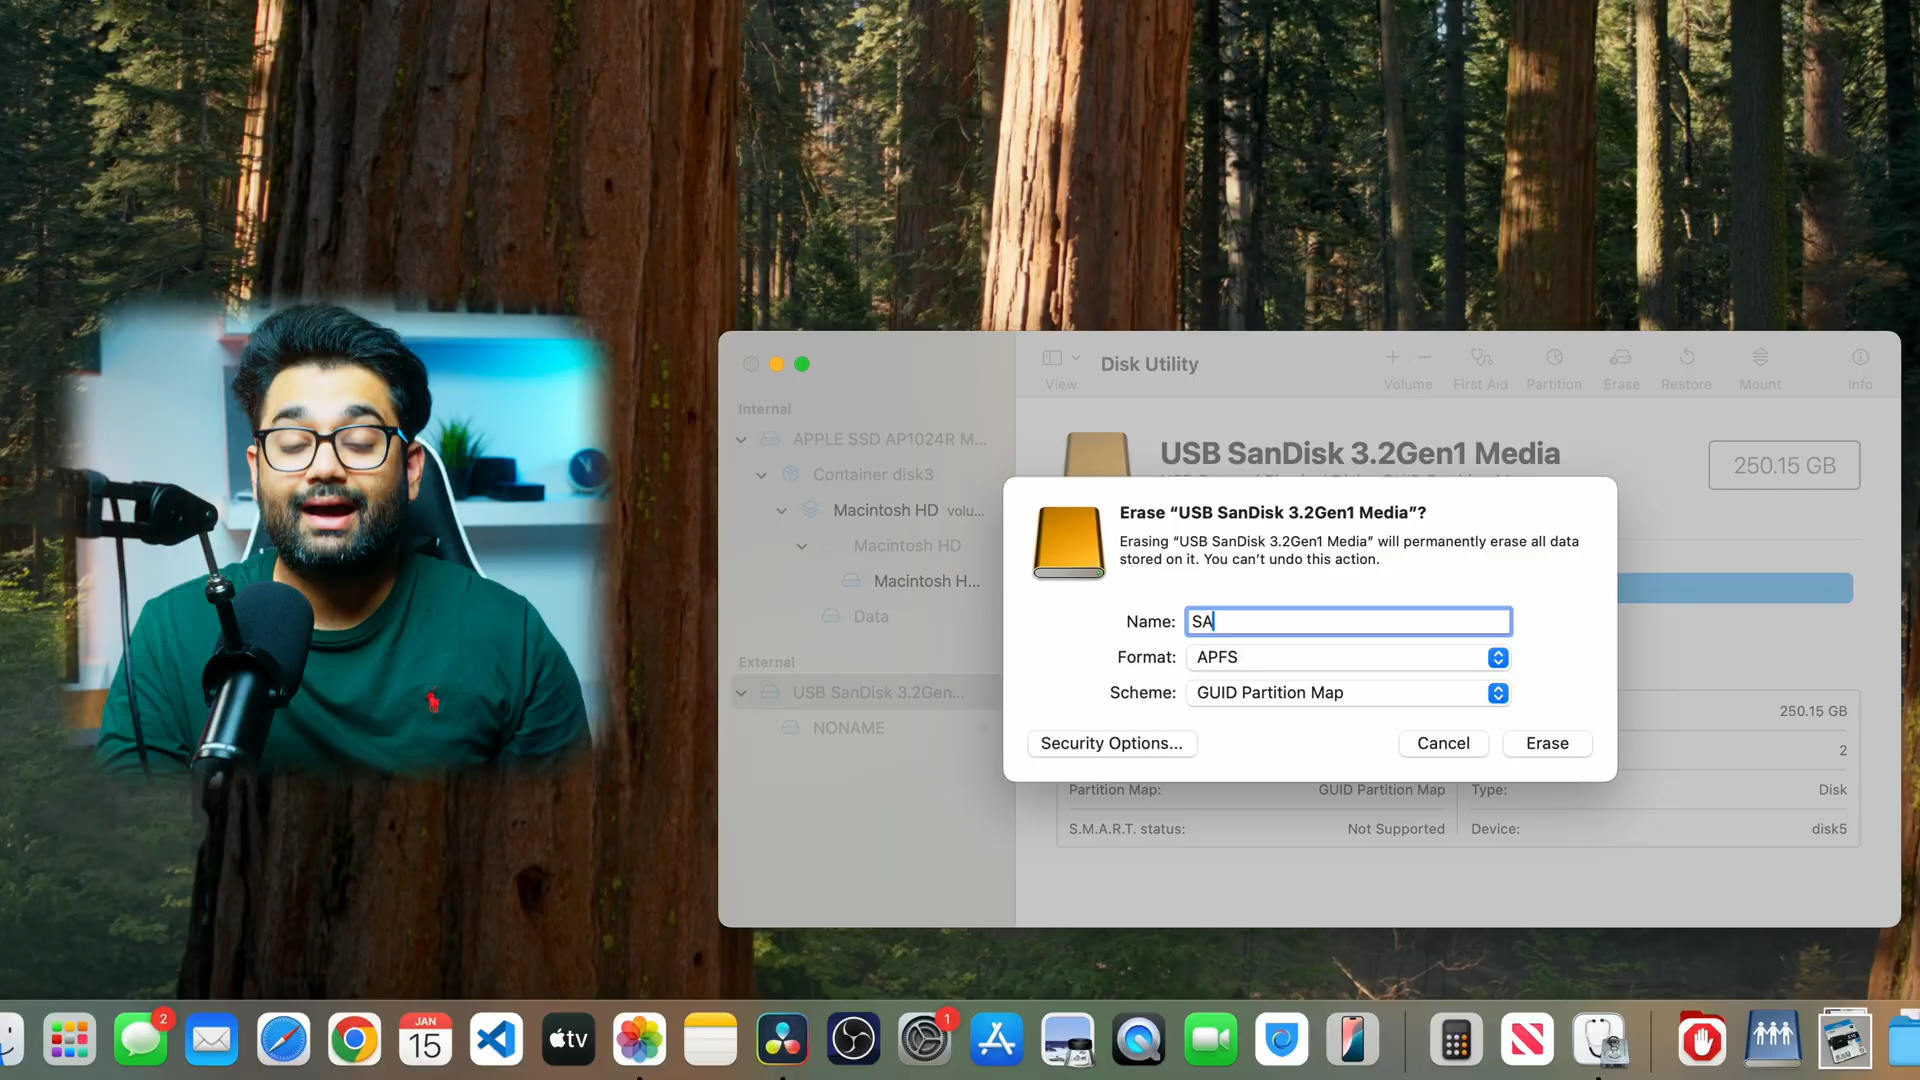 View
Disk Utility
Volume
First Aid
Partition
Erase
Restore
Mount
Info
Internal
APPLE SSD AP1024R M...
Container disk3
Macintosh HD volu...
Macintosh HD
Macintosh H...
Data
External
USB SanDisk 3.2Gen...
NONAME
USB SanDisk 3.2Gen1 Media
250.15 GB
Erase “USB SanDisk 3.2Gen1 Media”?
Erasing “USB SanDisk 3.2Gen1 Media” will permanently erase all data
stored on it. You can’t undo this action.
Name: SA
Format: APFS
Scheme: GUID Partition Map
Security Options...
Cancel
Erase
250.15 GB
2
Partition Map: GUID Partition Map
Type: Disk
S.M.A.R.T. status: Not Supported
Device: disk5
2
JAN
15
tv
1